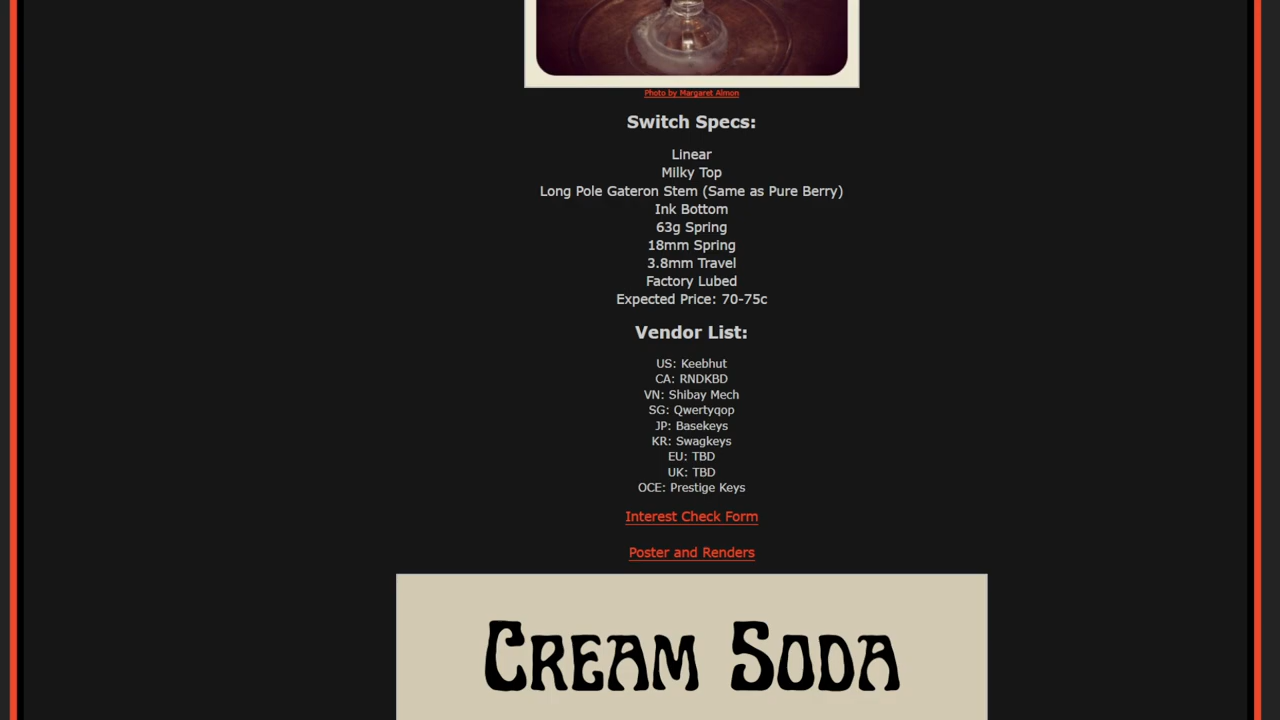 Photo by Margaret Almon
Switch Specs:
Linear
Milky Top
Long Pole Gateron Stem (Same as Pure Berry)
Ink Bottom
63g Spring
18mm Spring
3.8mm Travel
Factory Lubed
Expected Price: 70-75c
Vendor List:
US: Keebhut
CA: RNDKBD
VN: Shibay Mech
SG: Qwertyqop
JP: Basekeys
KR: Swagkeys
EU: TBD
UK: TBD
OCE: Prestige Keys
Interest Check Form
Poster and Renders
CREAM SODA